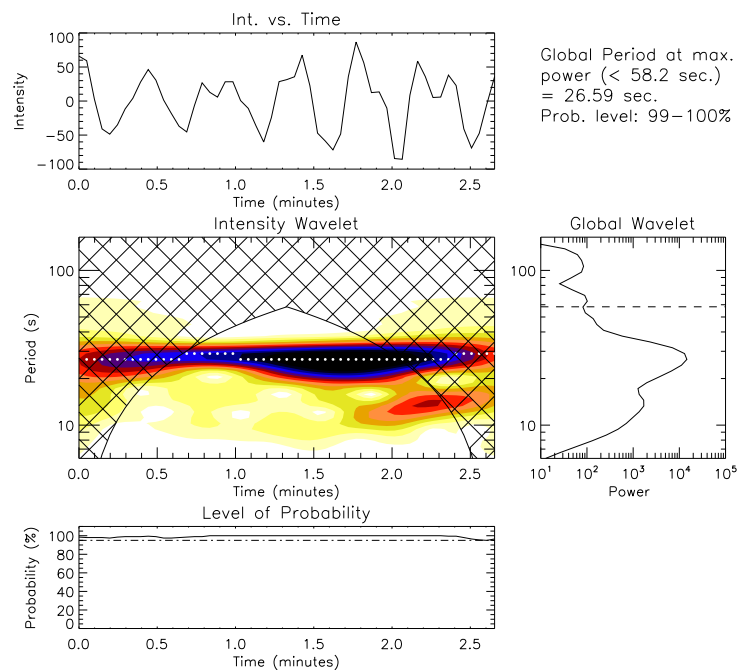 Int. vs. Time
100
50
0
−50
−100
Intensity
0.0 0.5 1.0 1.5 2.0 2.5
Time (minutes)
Global Period at max.
power (< 58.2 sec.)
= 26.59 sec.
Prob. level: 99−100%
Intensity Wavelet
100
10
Period (s)
0.0 0.5 1.0 1.5 2.0 2.5
Time (minutes)
Global Wavelet
100
10
10^1 10^2 10^3 10^4 10^5
Power
Level of Probability
100
80
60
40
20
0
Probability (%)
0.0 0.5 1.0 1.5 2.0 2.5
Time (minutes)